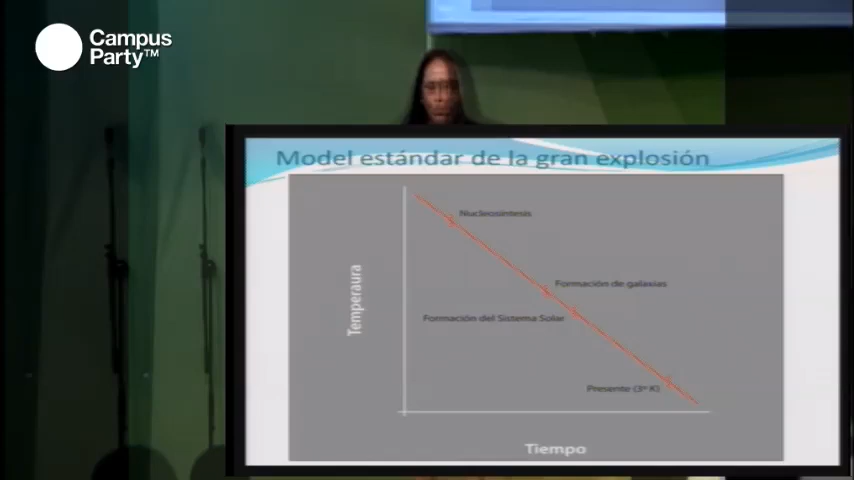 Campus
Party™
Model estándar de la gran explosión
Nucleosíntesis
Formación de galaxias
Formación del Sistema Solar
Presente (3º K)
Temperaura
Tiempo